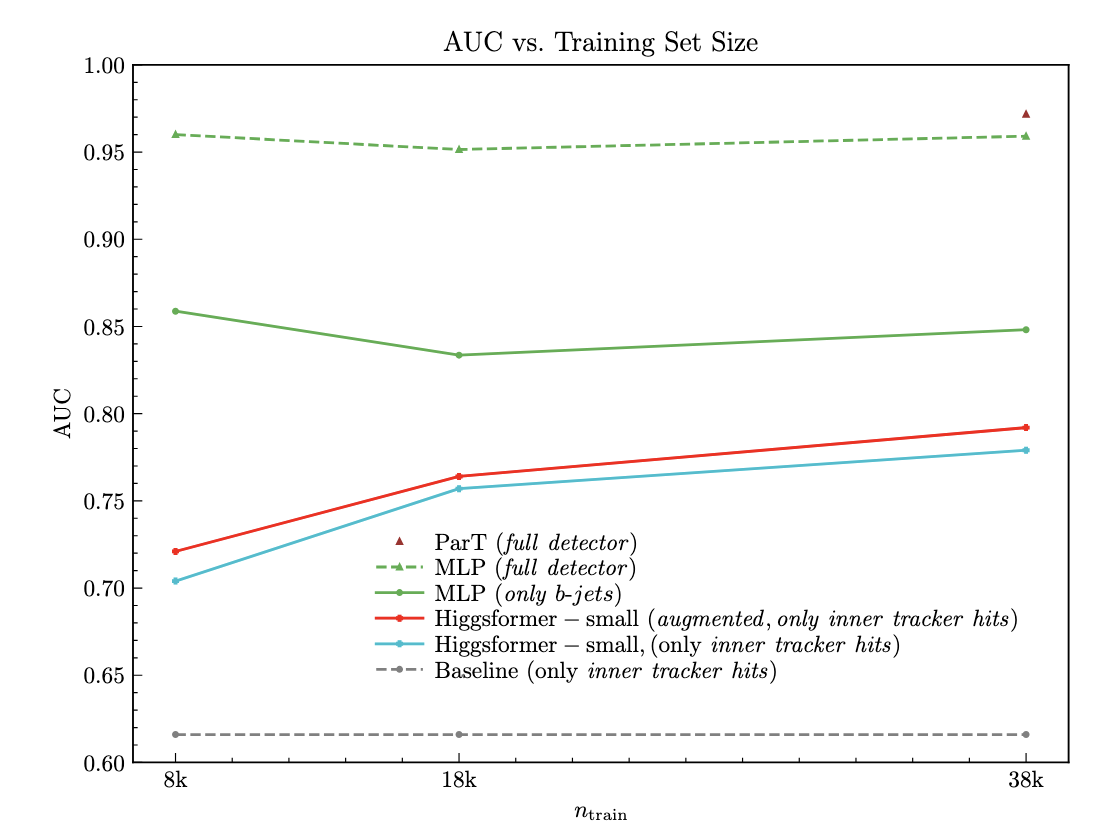 AUC vs. Training Set Size
1.00
0.95
0.90
0.85
0.80
0.75
0.70
0.65
0.60
AUC
ParT (full detector)
MLP (full detector)
MLP (only b-jets)
Higgsformer − small (augmented, only inner tracker hits)
Higgsformer − small, (only inner tracker hits)
Baseline (only inner tracker hits)
8k 18k 38k
n_train